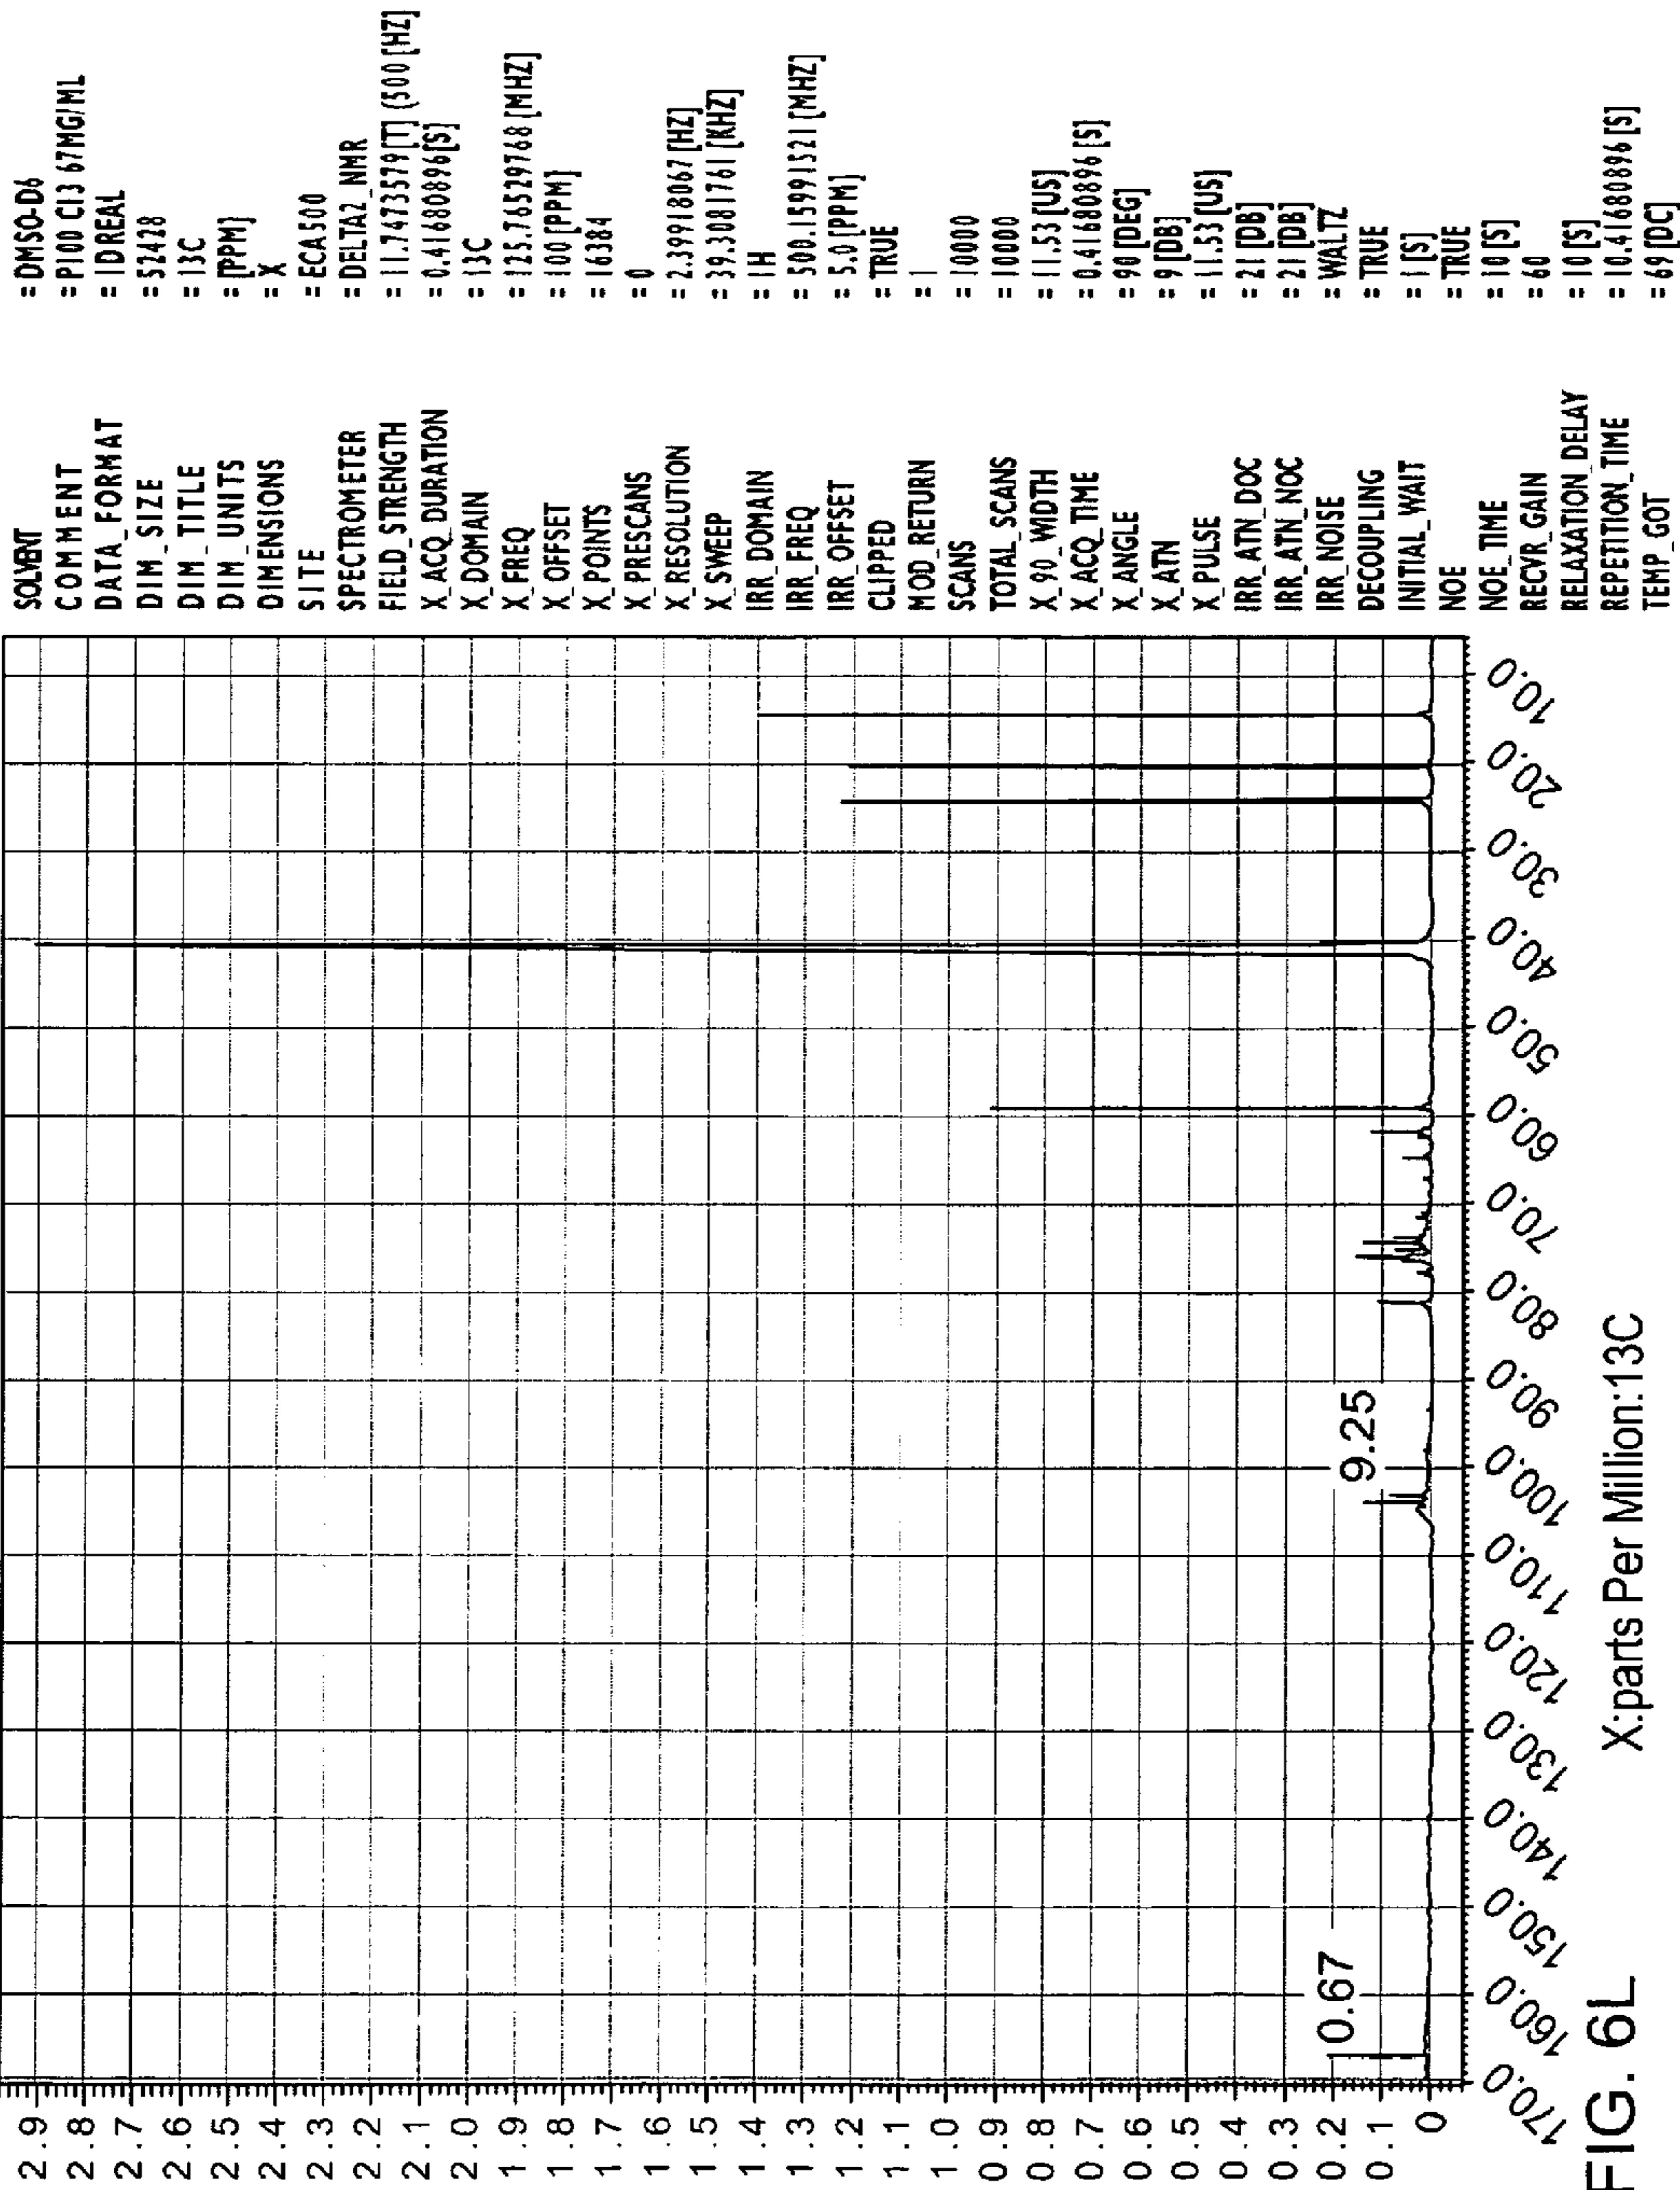 2.9
2.8
2.7
2.6
2.5
2.4
2.3
2.2
2.1
2.0
1.9
1.8
1.7
1.6
1.5
1.4
1.3
1.2
1.1
1.0
0.9
0.8
0.7
0.6
0.5
0.4
0.3
0.2
0.1
0
0.67
9.25
170.0 160.0 150.0 140.0 130.0 120.0 110.0 100.0 90.0 80.0 70.0 60.0 50.0 40.0 30.0 20.0 10.0
X:parts Per Million:13C
FIG. 6L
SOLVENT = DMSO-D6
COMMENT = P100 C13 67MG/ML
DATA_FORMAT = 1DREAL
DIM_SIZE = 52428
DIM_TITLE = 13C
DIM_UNITS = [PPM]
DIMENSIONS = X
SITE = ECA500
SPECTROMETER = DELTA2_NMR
FIELD_STRENGTH = 11.7473579[T] (500[HZ]
X_ACQ_DURATION = 0.41680896[S]
X_DOMAIN = 13C
X_FREQ = 125.76529768[MHZ]
X_OFFSET = 100[PPM]
X_POINTS = 16384
X_PRESCANS = 0
X_RESOLUTION = 2.39918067[HZ]
X_SWEEP = 39.3081761[KHZ]
IRR_DOMAIN = 1H
IRR_FREQ = 500.15991521[MHZ]
IRR_OFFSET = 5.0[PPM]
CLIPPED = TRUE
MOD_RETURN = 1
SCANS = 10000
TOTAL_SCANS = 10000
X_90_WIDTH = 11.53[US]
X_ACQ_TIME = 0.41680896[S]
X_ANGLE = 90[DEG]
X_ATN = 9[DB]
X_PULSE = 11.53[US]
IRR_ATN_DOC = 21[DB]
IRR_ATN_NOC = 21[DB]
IRR_NOISE = WALTZ
DECOUPLING = TRUE
INITIAL_WAIT = 1[S]
NOE = TRUE
NOE_TIME = 10[S]
RECVR_GAIN = 60
RELAXATION_DELAY = 10[S]
REPETITION_TIME = 10.41680896[S]
TEMP_GOT = 69[DC]